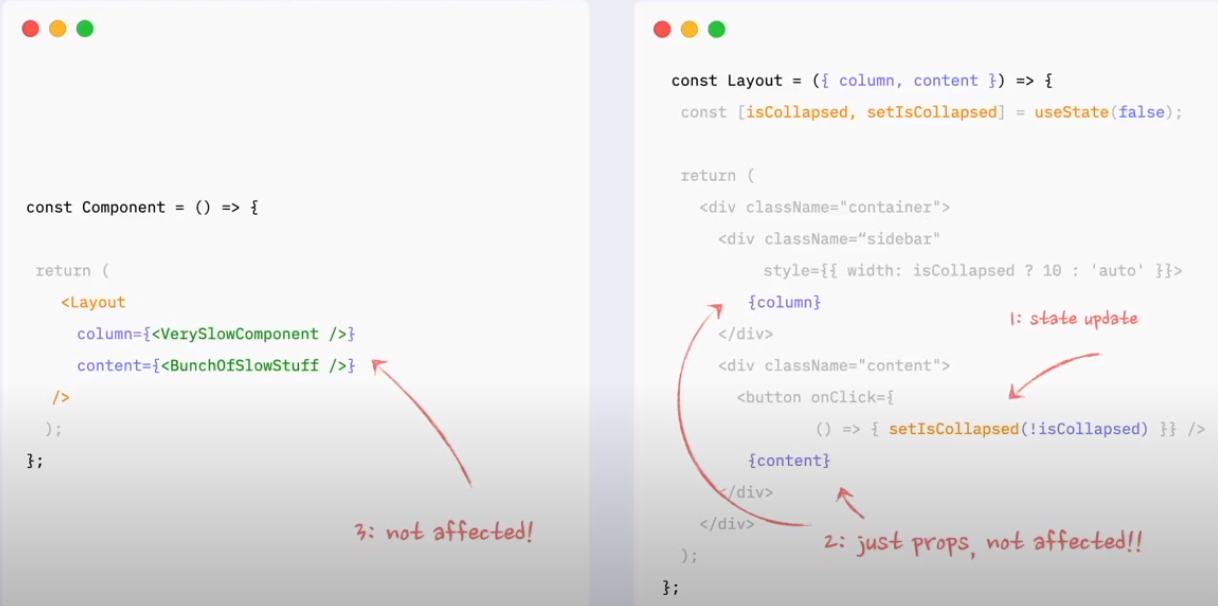 const Component = () => {
return (
<Layout
column={<VerySlowComponent />}
content={<BunchOfSlowStuff />}
/>
);
};
3: not affected!
const Layout = ({ column, content }) => {
const [isCollapsed, setIsCollapsed] = useState(false);
return (
<div className="container">
<div className=“sidebar"
style={{ width: isCollapsed ? 10 : 'auto' }}>
{column}
1: state update
</div>
<div className="content">
<button onClick={
() => { setIsCollapsed(!isCollapsed) }} />
{content}
</div>
</div>
2: just props, not affected!!
);
};